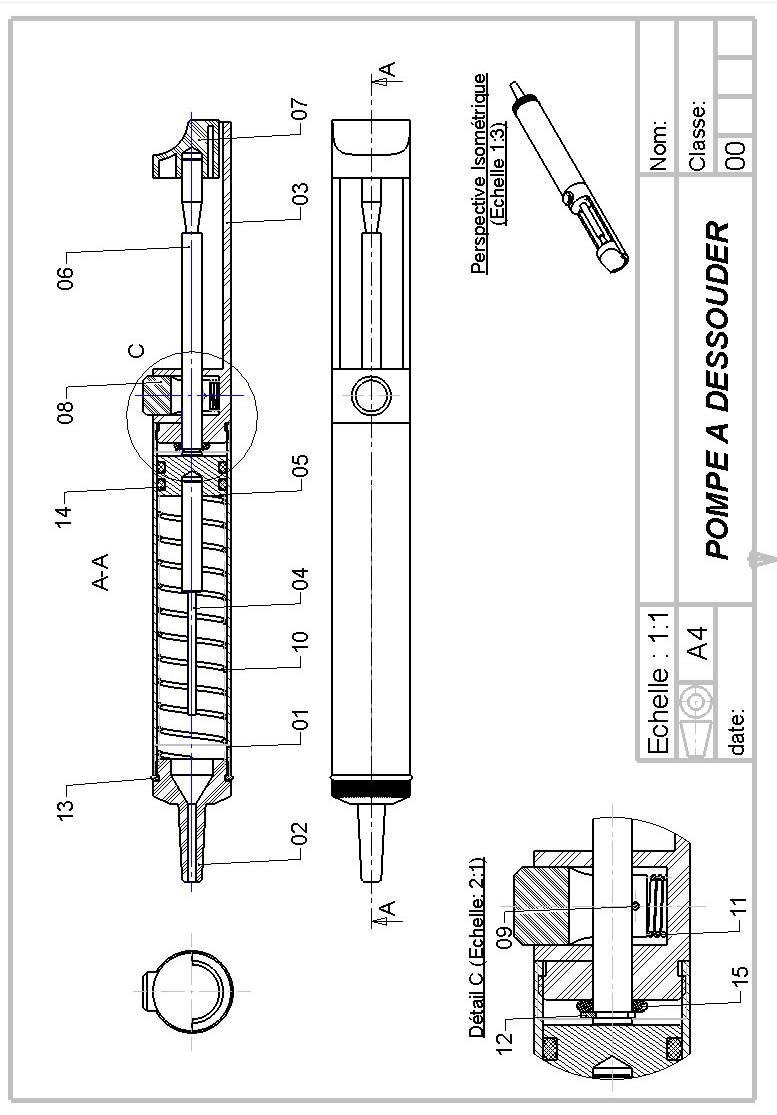 07
03
06
C
08
05
14
A-A
04
10
01
13
02
A
A
Perspective Isométrique
(Echelle 1:3)
Détail C (Echelle: 2:1)
09
11
15
12
Nom:
Classe:
00
POMPE A DESSOUDER
Echelle : 1:1
A4
date: